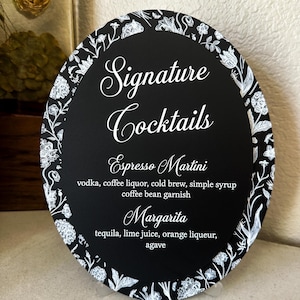 Signature
Cocktails
Espresso Martini
vodka, coffee liquor, cold brew, simple syrup
coffee bean garnish
Margarita
tequila, lime juice, orange liqueur,
agave